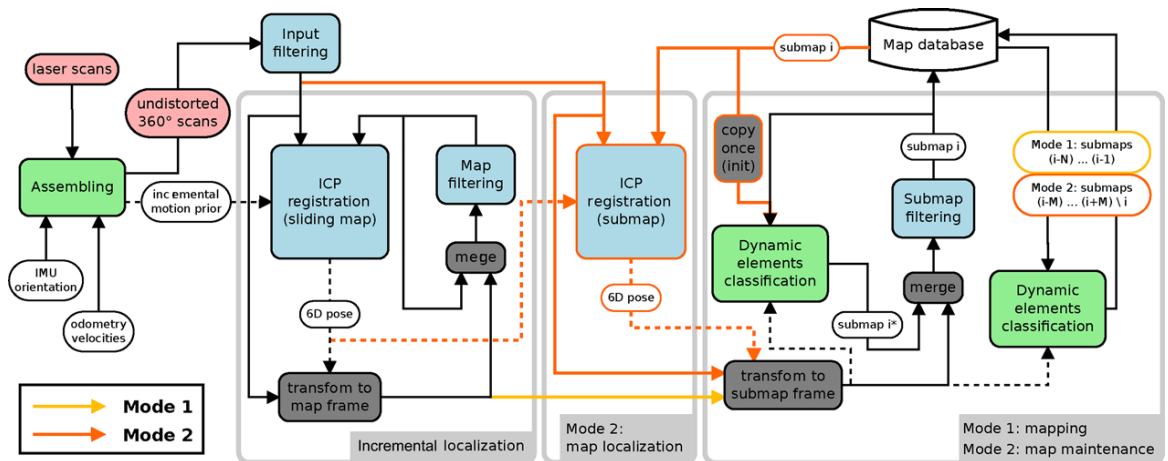 laser scans
undistorted
360° scans
Input
filtering
Assembling
incemental
motion prior
IMU
orientation
odometry
velocities
ICP
registration
(sliding map)
Map
filtering
mege
6D pose
transfom to
map frame
Incremental localization
ICP
registration
(submap)
6D pose
Mode 2:
map localization
submap i
Map database
copy
once
(init)
submap i
Submap
filtering
Dynamic
elements
classification
submap i*
merge
transfom to
submap frame
Mode 1: submaps
(i-N) ... (i-1)
Mode 2: submaps
(i-M) ... (i+M) \ i
Dynamic
elements
classification
Mode 1: mapping
Mode 2: map maintenance
Mode 1
Mode 2